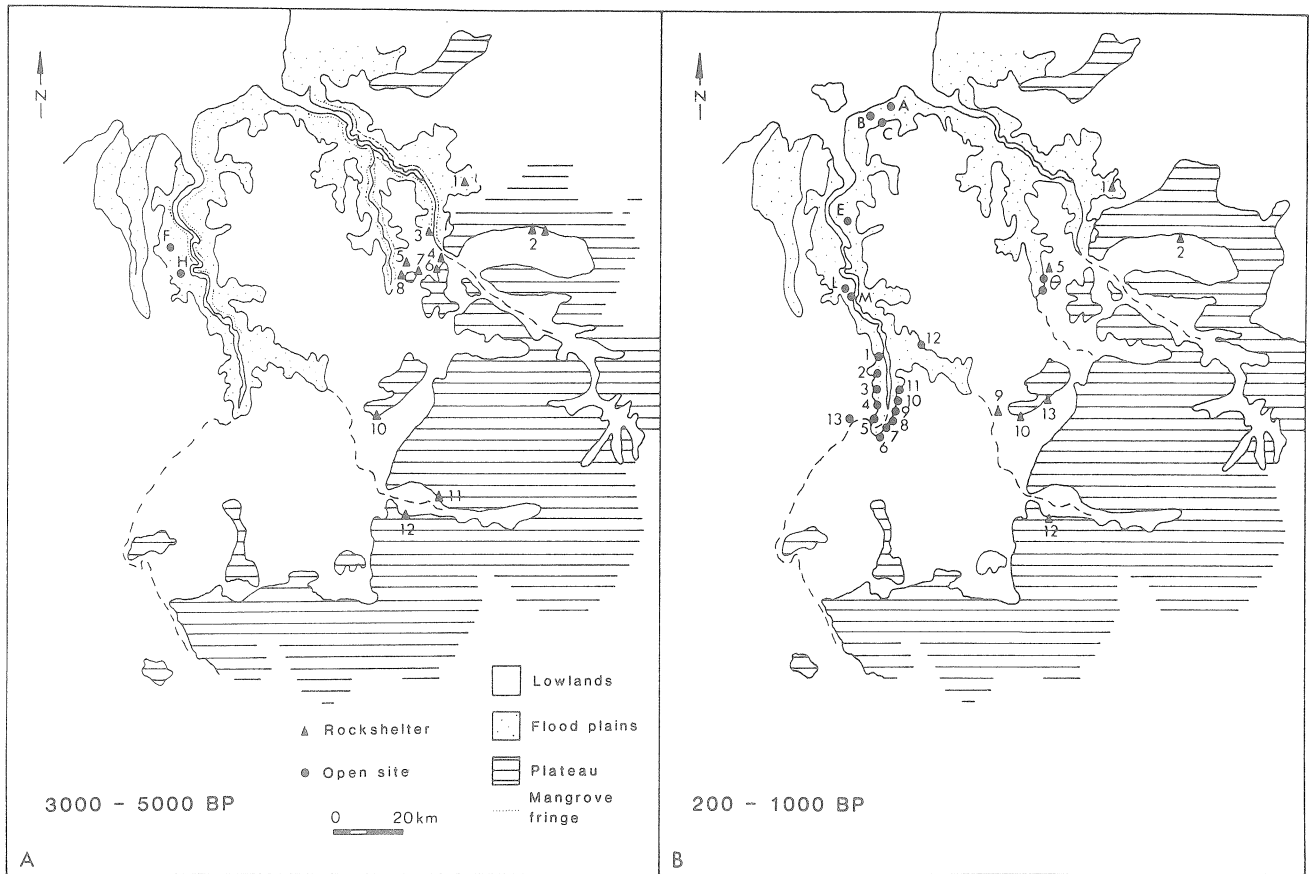 N
1
2
3
F
5
4
7
6
H
8
10
11
12
Lowlands
Rockshelter
Flood plains
Open site
Plateau
3000 - 5000 BP
Mangrove
fringe
0 20km
A
N
A
B
C
1
E
2
5
L
M
12
1
2
3
11
4
10
9
13
13
5
9
10
8
7
6
12
200 - 1000 BP
B